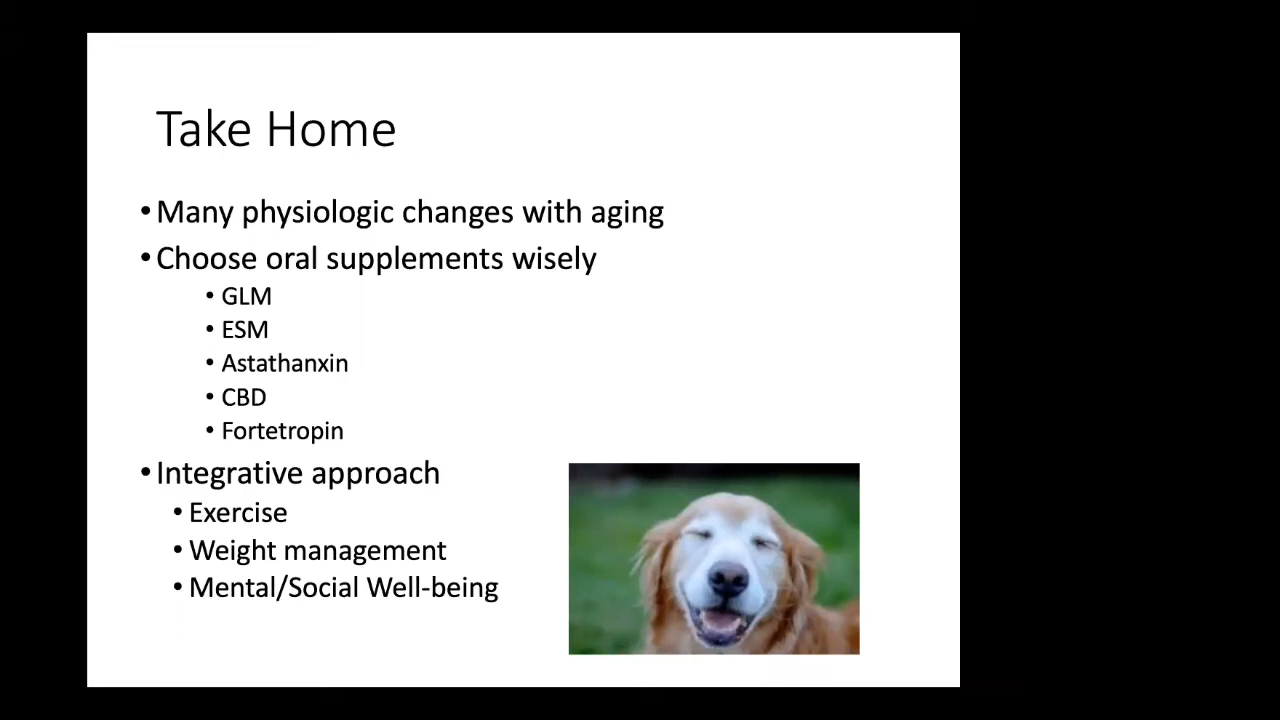 Take Home
• Many physiologic changes with aging
• Choose oral supplements wisely
• GLM
• ESM
• Astathanxin
• CBD
• Fortetropin
• Integrative approach
• Exercise
• Weight management
• Mental/Social Well-being